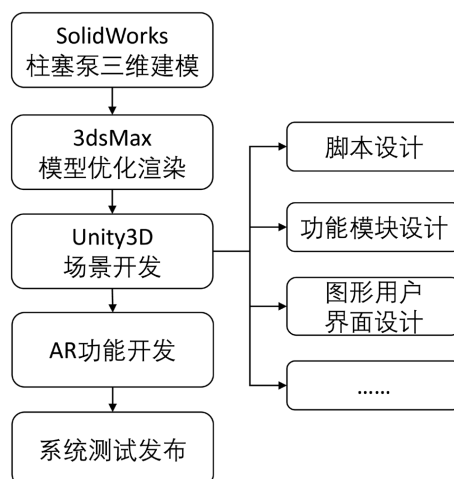 SolidWorks
柱塞泵三维建模
3dsMax
模型优化渲染
Unity3D
场景开发
AR功能开发
系统测试发布
脚本设计
功能模块设计
图形用户
界面设计
……